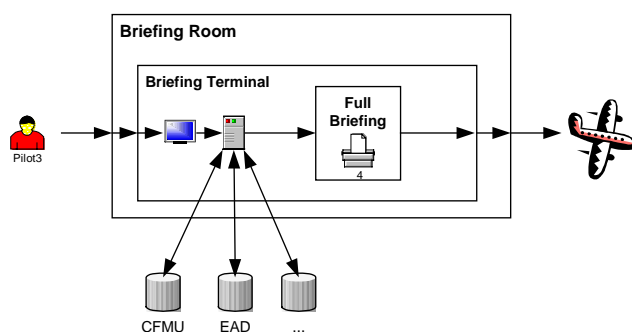 Briefing Room
Briefing Terminal
Full
Briefing
4
Pilot3
CFMU
EAD
...